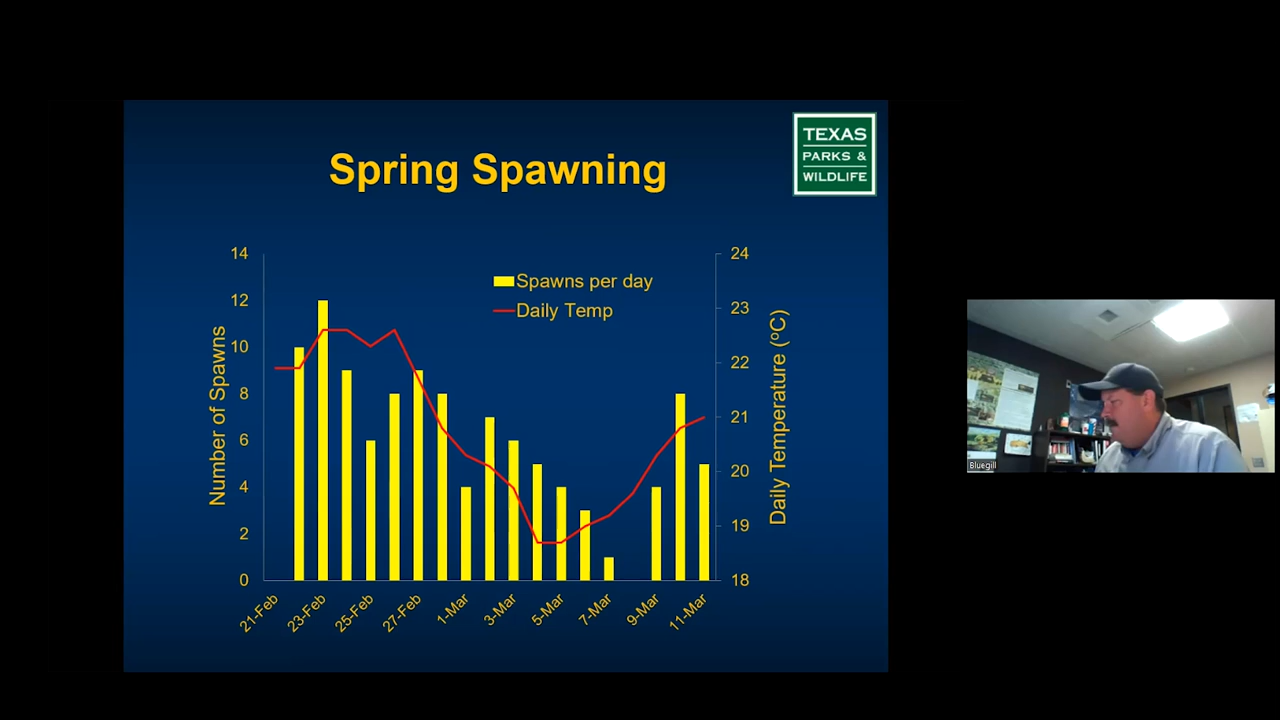 Spring Spawning
TEXAS
PARKS &
WILDLIFE
Spawns per day
Daily Temp
Number of Spawns
14
12
10
8
6
4
2
0
24
23
22
21
20
19
18
Daily Temperature (ºC)
21-Feb
23-Feb
25-Feb
27-Feb
1-Mar
3-Mar
5-Mar
7-Mar
9-Mar
11-Mar
Bluegill